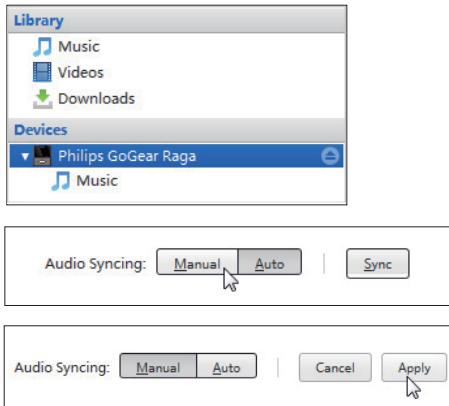 Library
Music
Videos
Downloads
Devices
Philips GoGear Raga
Music
Audio Syncing: Manual Auto Sync
Audio Syncing: Manual Auto Cancel Apply